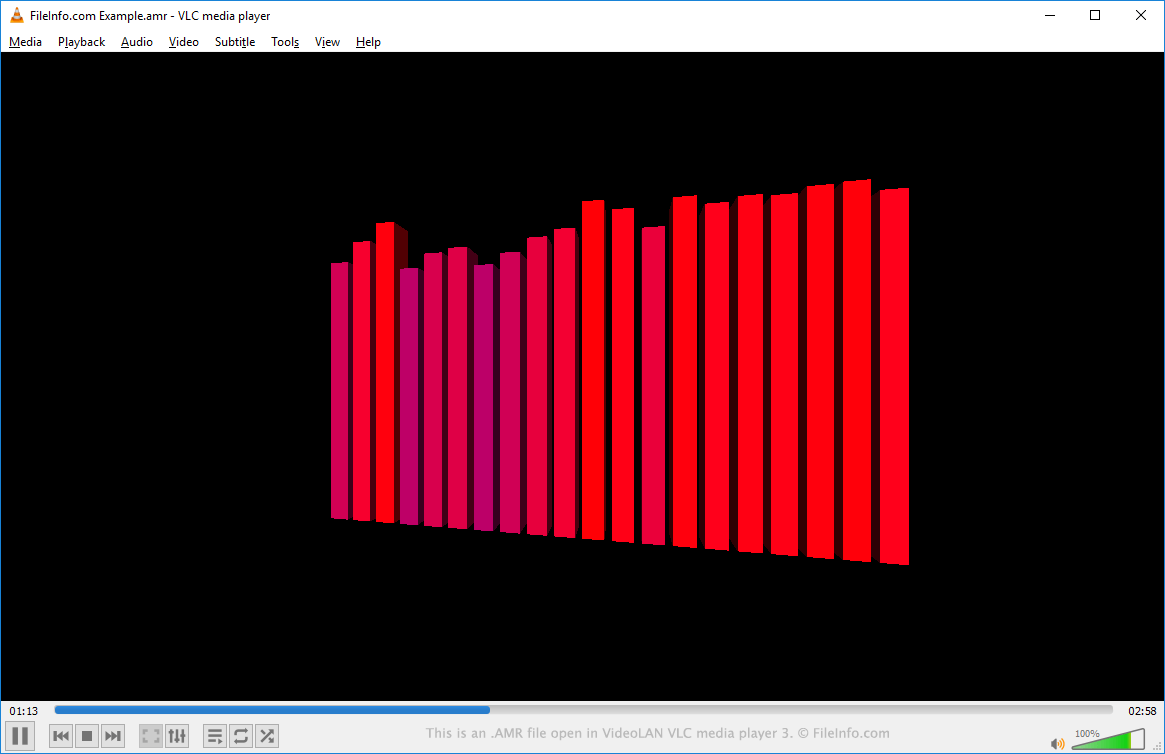 FileInfo.com Example.amr - VLC media player
Media Playback Audio Video Subtitle Tools View Help
01:13 02:58
This is an .AMR file open in VideoLAN VLC media player 3. © FileInfo.com
100%